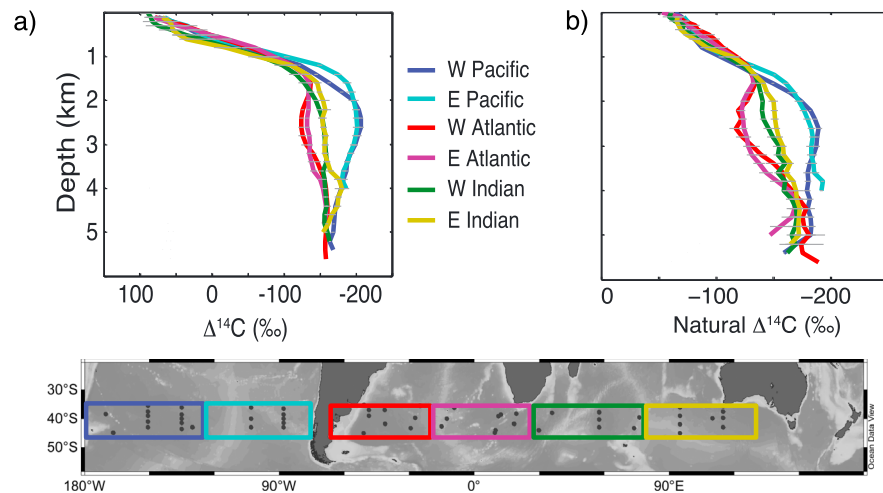 a)
b)
1
2
3
4
5
Depth (km)
100 0 -100 -200
Δ¹⁴C (‰)
W Pacific
E Pacific
W Atlantic
E Atlantic
W Indian
E Indian
0 −100 −200
Natural Δ¹⁴C (‰)
30°S
40°S
50°S
180°W 90°W 0° 90°E
Ocean Data View